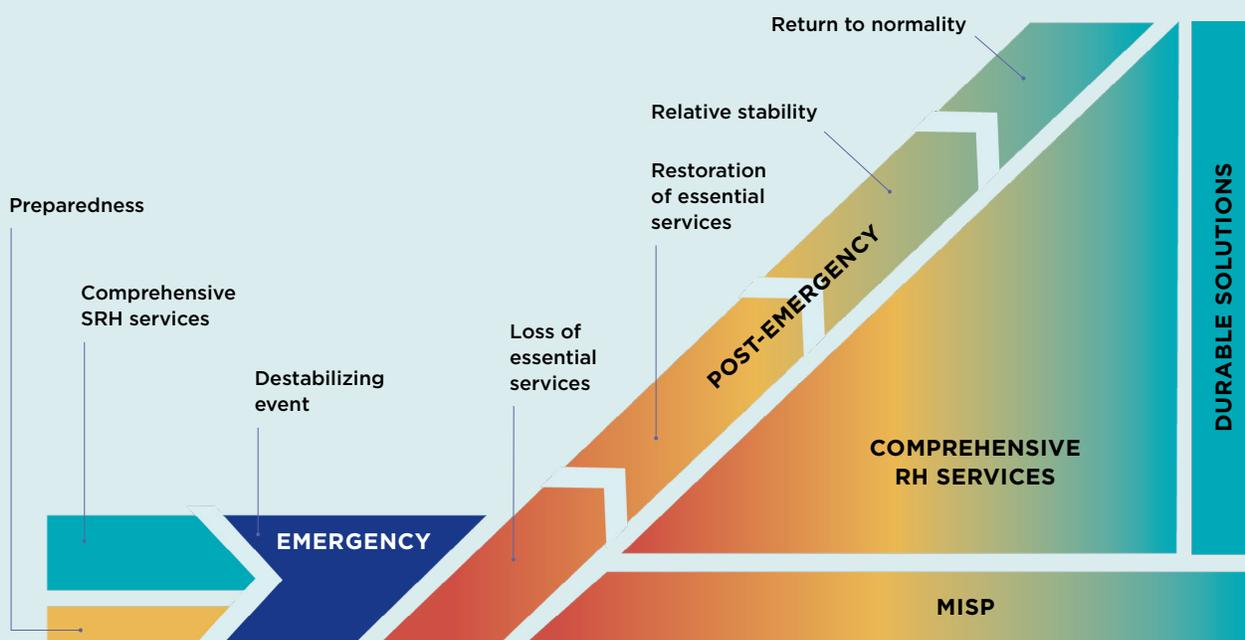 Return to normality
Relative stability
Restoration
of essential
services
Preparedness
Comprehensive
SRH services
Destabilizing
event
Loss of
essential
services
EMERGENCY
POST-EMERGENCY
COMPREHENSIVE
RH SERVICES
MISP
DURABLE SOLUTIONS